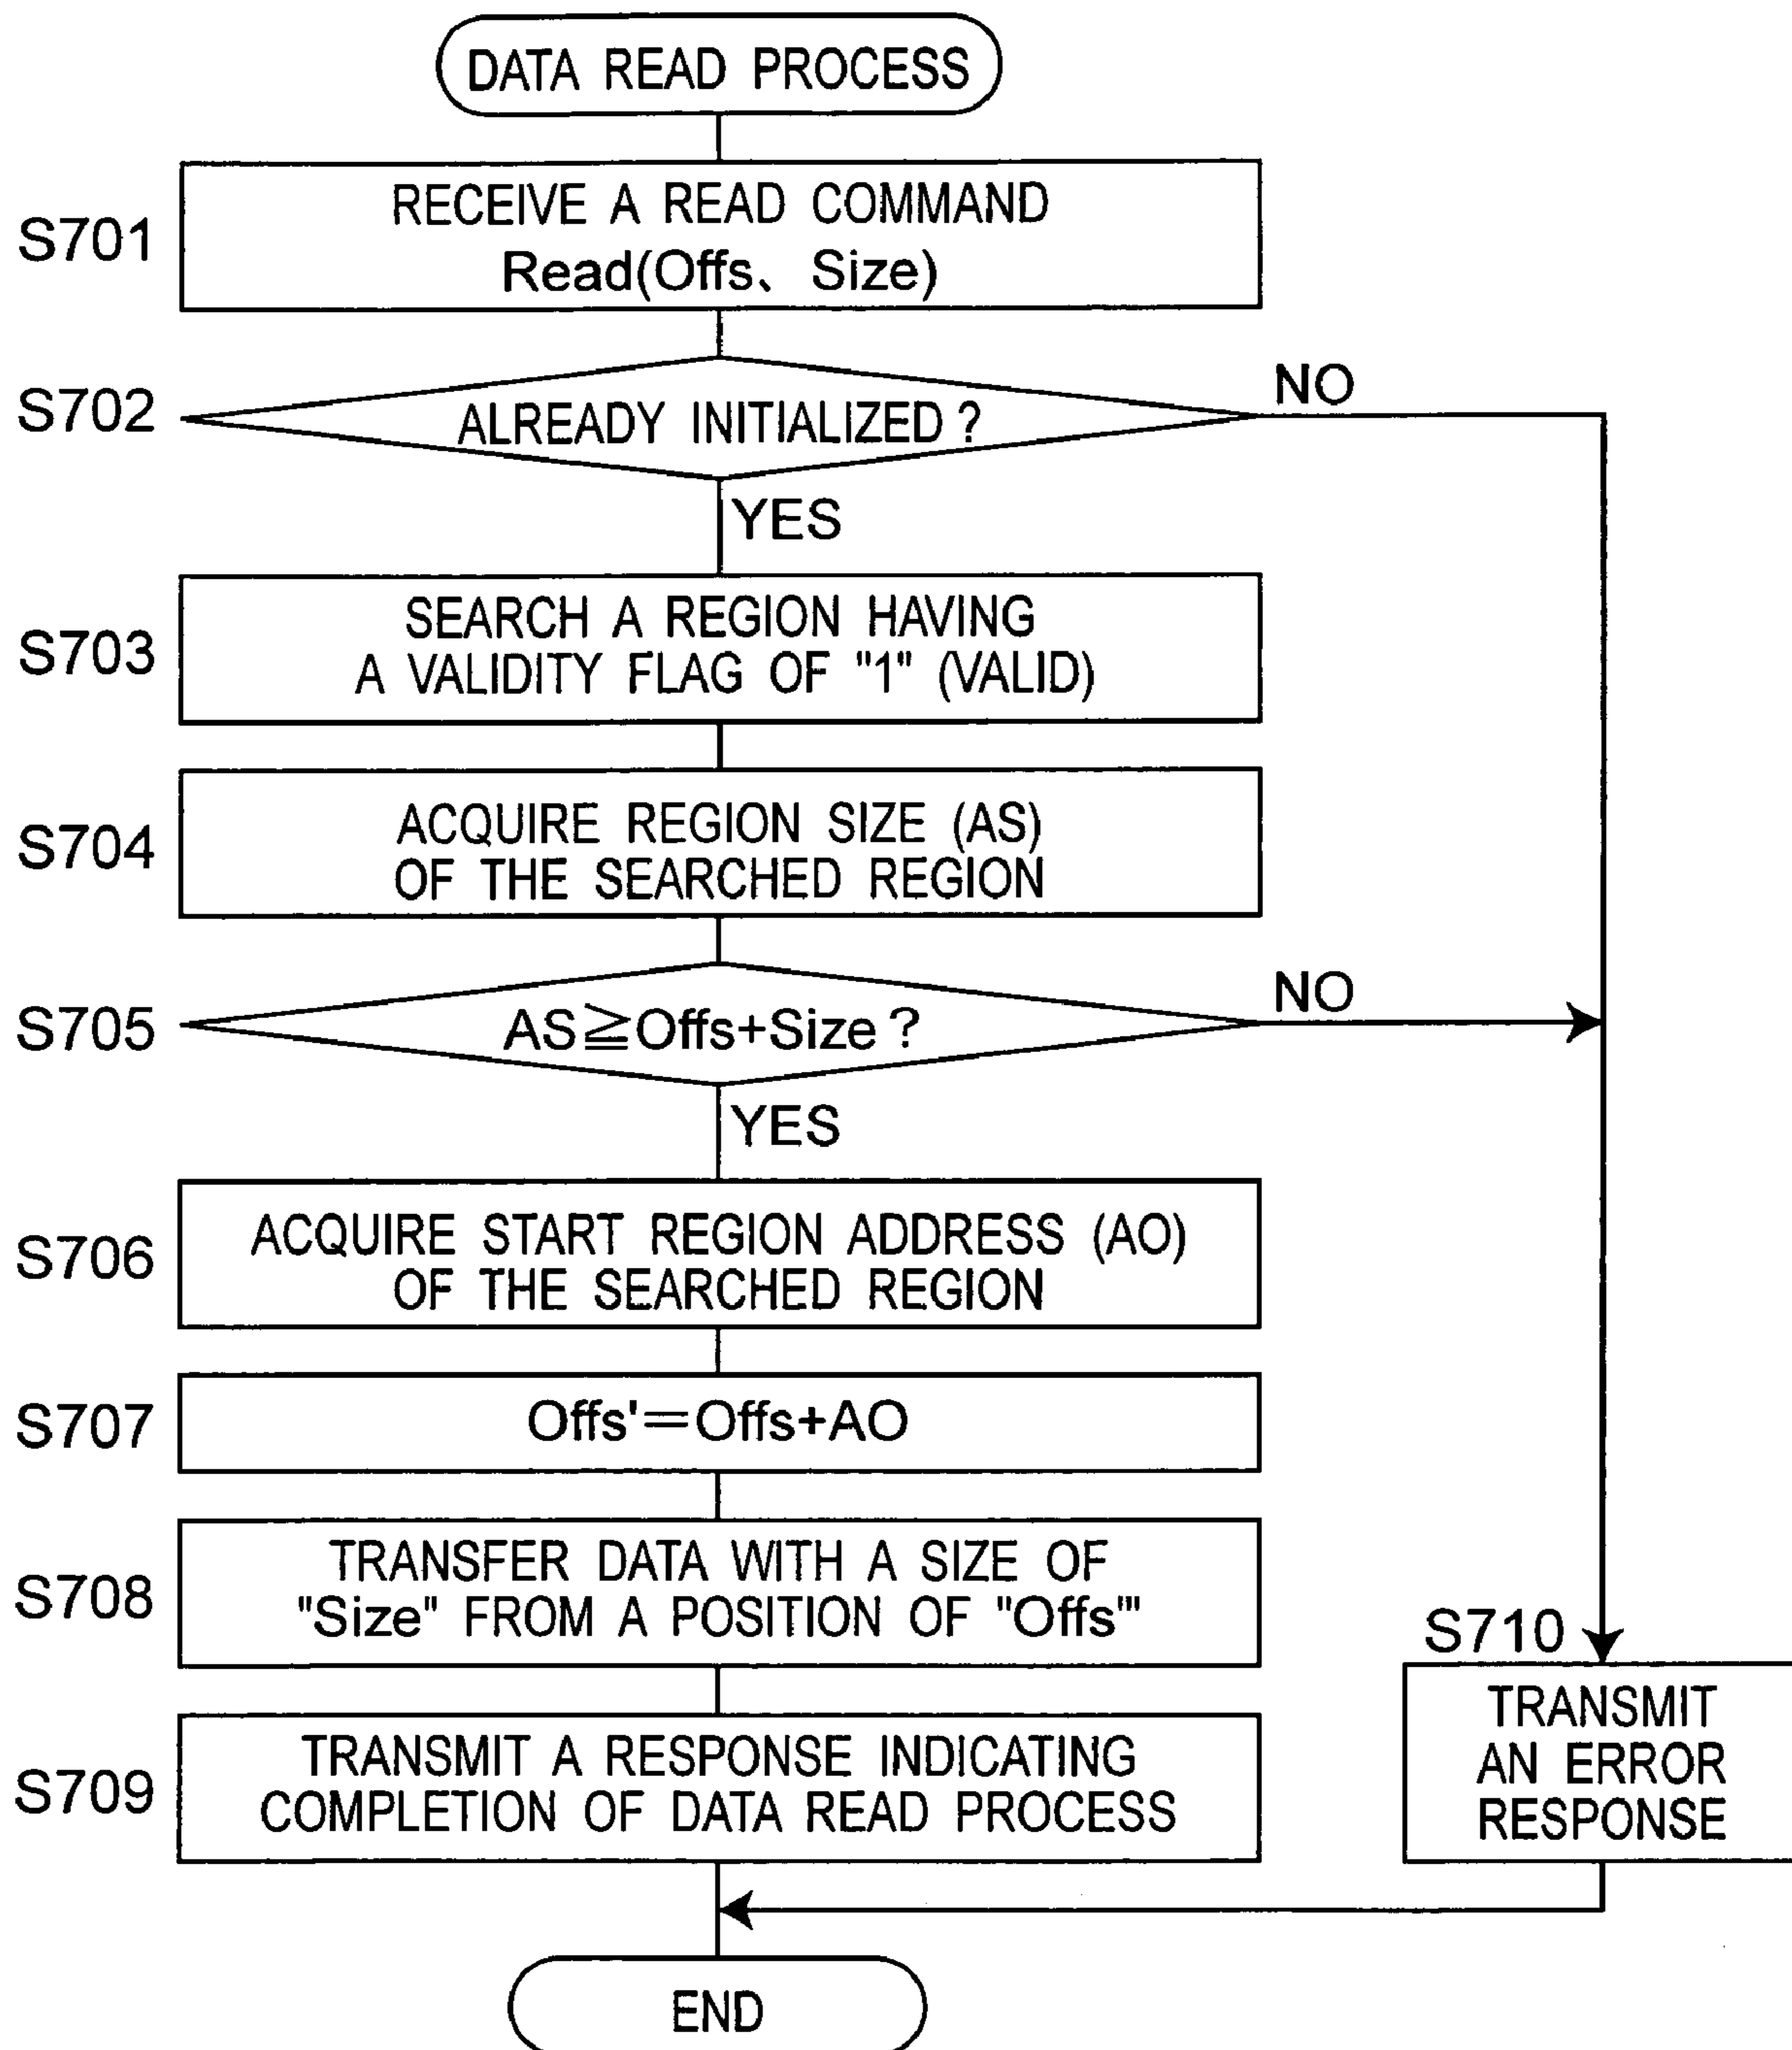 DATA READ PROCESS
S701
RECEIVE A READ COMMAND
Read(Offs、Size)
S702
ALREADY INITIALIZED?
NO
YES
S703
SEARCH A REGION HAVING
A VALIDITY FLAG OF "1" (VALID)
S704
ACQUIRE REGION SIZE (AS)
OF THE SEARCHED REGION
S705
AS≧Offs+Size?
NO
YES
S706
ACQUIRE START REGION ADDRESS (AO)
OF THE SEARCHED REGION
S707
Offs'=Offs+AO
S708
TRANSFER DATA WITH A SIZE OF
"Size" FROM A POSITION OF "Offs'"
S709
TRANSMIT A RESPONSE INDICATING
COMPLETION OF DATA READ PROCESS
S710
TRANSMIT
AN ERROR
RESPONSE
END